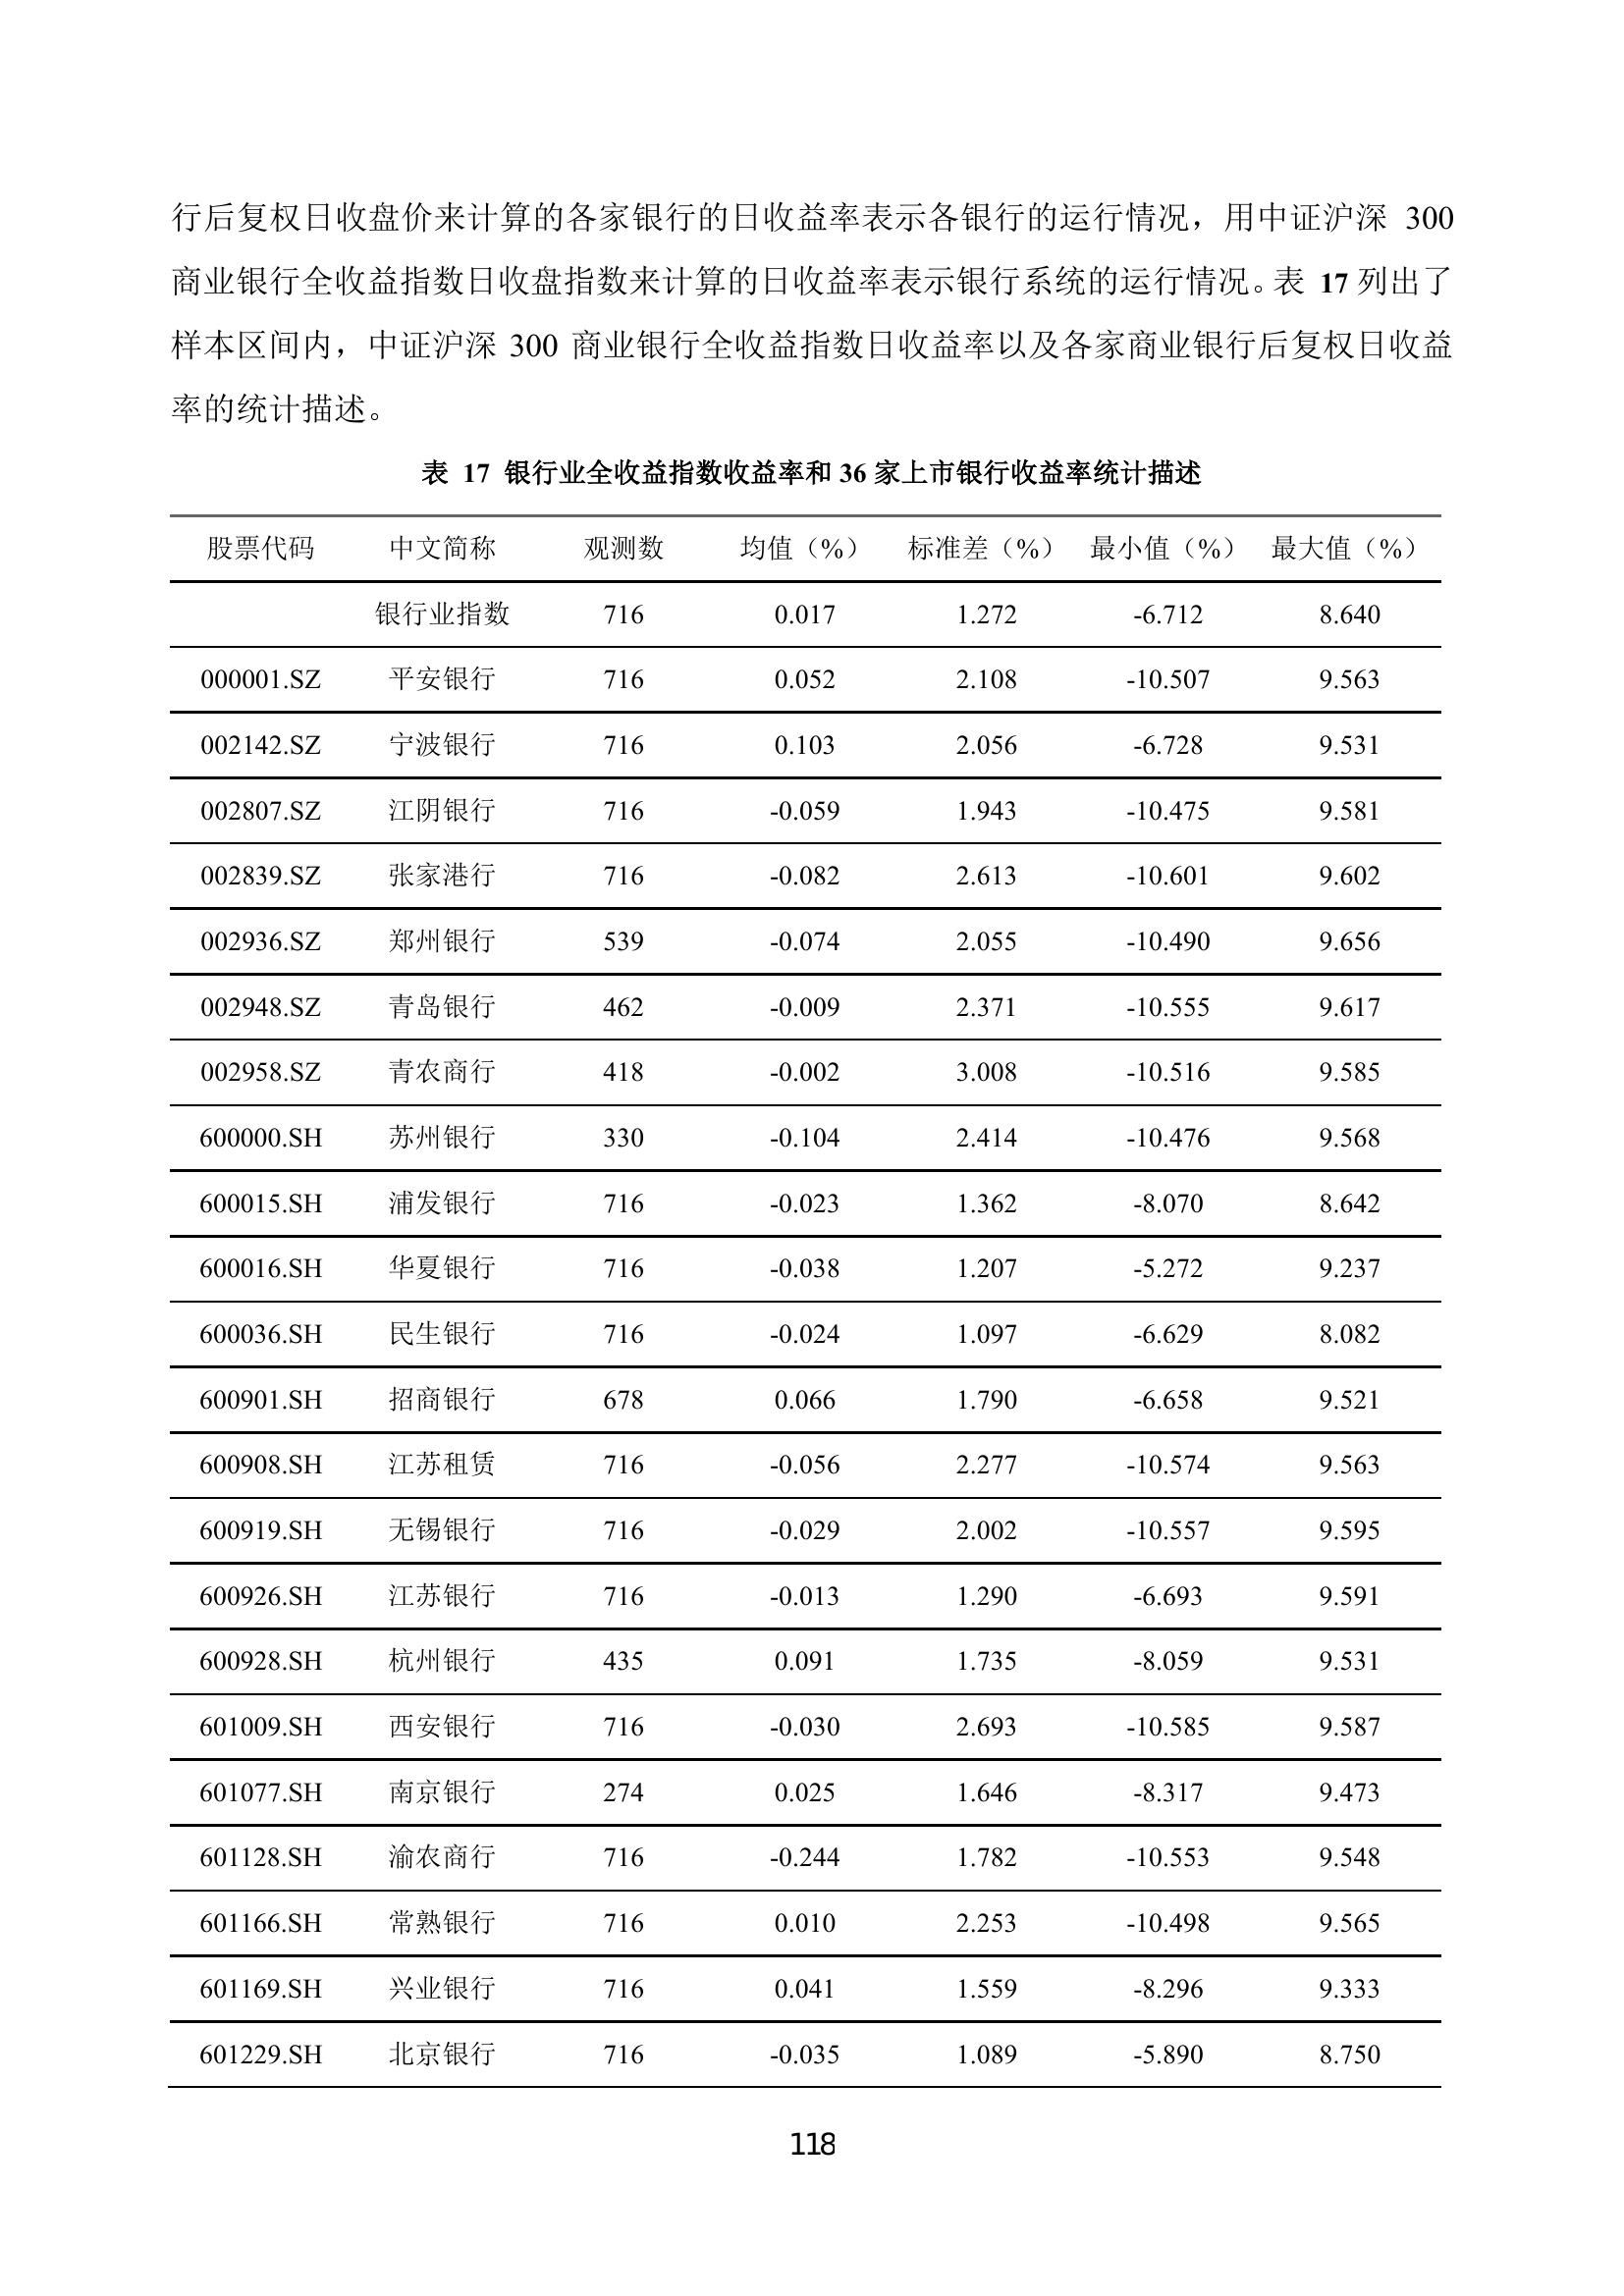 行后复权日收盘价来计算的各家银行的日收益率表示各银行的运行情况，用中证沪深 300
商业银行全收益指数日收盘指数来计算的日收益率表示银行系统的运行情况。表 17 列出了
样本区间内，中证沪深 300 商业银行全收益指数日收益率以及各家商业银行后复权日收益
率的统计描述。
表 17 银行业全收益指数收益率和 36 家上市银行收益率统计描述
股票代码 中文简称 观测数 均值（%） 标准差（%） 最小值（%） 最大值（%）
银行业指数 716 0.017 1.272 -6.712 8.640
000001.SZ 平安银行 716 0.052 2.108 -10.507 9.563
002142.SZ 宁波银行 716 0.103 2.056 -6.728 9.531
002807.SZ 江阴银行 716 -0.059 1.943 -10.475 9.581
002839.SZ 张家港行 716 -0.082 2.613 -10.601 9.602
002936.SZ 郑州银行 539 -0.074 2.055 -10.490 9.656
002948.SZ 青岛银行 462 -0.009 2.371 -10.555 9.617
002958.SZ 青农商行 418 -0.002 3.008 -10.516 9.585
600000.SH 苏州银行 330 -0.104 2.414 -10.476 9.568
600015.SH 浦发银行 716 -0.023 1.362 -8.070 8.642
600016.SH 华夏银行 716 -0.038 1.207 -5.272 9.237
600036.SH 民生银行 716 -0.024 1.097 -6.629 8.082
600901.SH 招商银行 678 0.066 1.790 -6.658 9.521
600908.SH 江苏租赁 716 -0.056 2.277 -10.574 9.563
600919.SH 无锡银行 716 -0.029 2.002 -10.557 9.595
600926.SH 江苏银行 716 -0.013 1.290 -6.693 9.591
600928.SH 杭州银行 435 0.091 1.735 -8.059 9.531
601009.SH 西安银行 716 -0.030 2.693 -10.585 9.587
601077.SH 南京银行 274 0.025 1.646 -8.317 9.473
601128.SH 渝农商行 716 -0.244 1.782 -10.553 9.548
601166.SH 常熟银行 716 0.010 2.253 -10.498 9.565
601169.SH 兴业银行 716 0.041 1.559 -8.296 9.333
601229.SH 北京银行 716 -0.035 1.089 -5.890 8.750
118